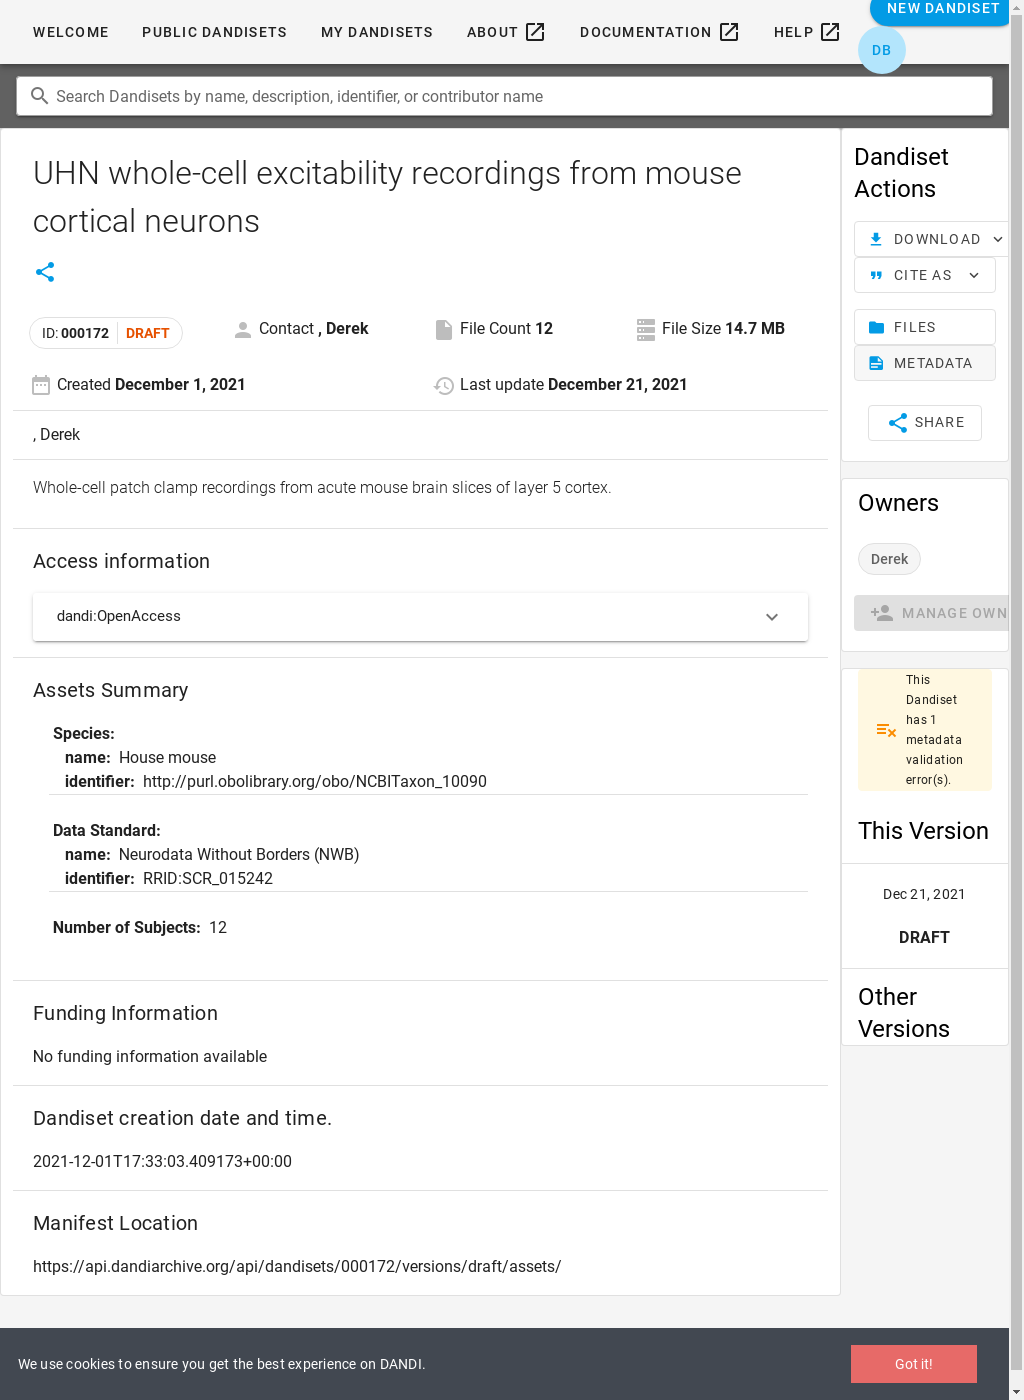 WELCOME PUBLIC DANDISETS MY DANDISETS ABOUT DOCUMENTATION HELP NEW DANDISET
DB
Search Dandisets by name, description, identifier, or contributor name
UHN whole-cell excitability recordings from mouse
cortical neurons
ID: 000172 DRAFT Contact , Derek File Count 12 File Size 14.7 MB
Created December 1, 2021 Last update December 21, 2021
, Derek
Whole-cell patch clamp recordings from acute mouse brain slices of layer 5 cortex.
Access information
dandi:OpenAccess
Assets Summary
Species:
name: House mouse
identifier: http://purl.obolibrary.org/obo/NCBITaxon_10090
Data Standard:
name: Neurodata Without Borders (NWB)
identifier: RRID:SCR_015242
Number of Subjects: 12
Funding Information
No funding information available
Dandiset creation date and time.
2021-12-01T17:33:03.409173+00:00
Manifest Location
https://api.dandiarchive.org/api/dandisets/000172/versions/draft/assets/
Dandiset
Actions
DOWNLOAD
CITE AS
FILES
METADATA
SHARE
Owners
Derek
MANAGE OWN
This
Dandiset
has 1
metadata
validation
error(s).
This Version
Dec 21, 2021
DRAFT
Other
Versions
We use cookies to ensure you get the best experience on DANDI.
Got it!